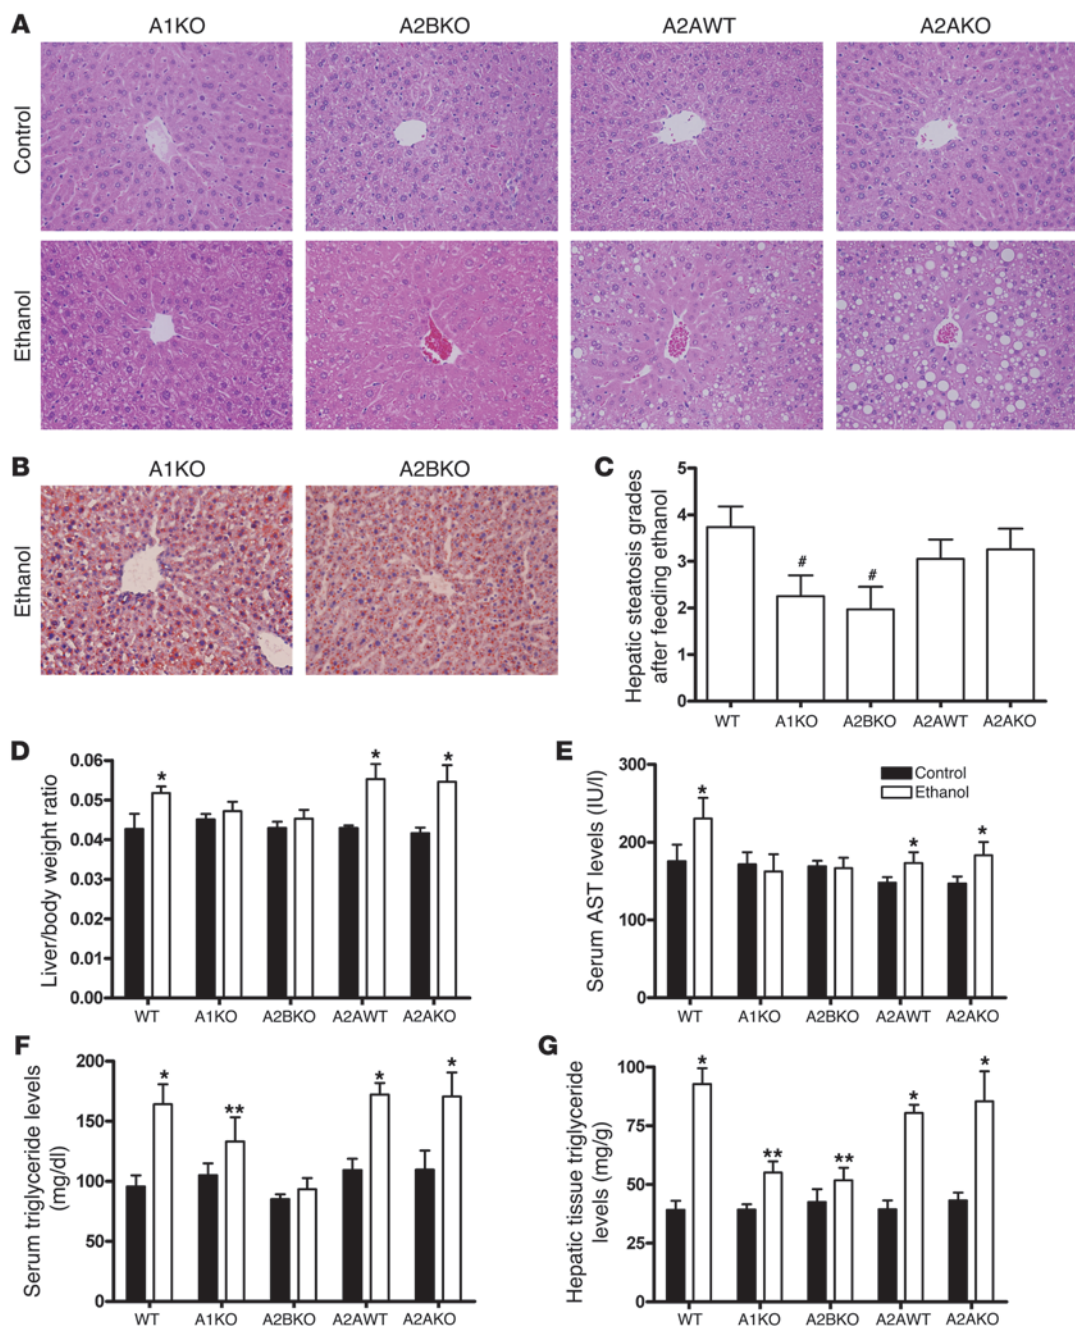 A
A1KO A2BKO A2AWT A2AKO
Control
Ethanol
B
A1KO A2BKO
Ethanol
C
Hepatic steatosis grades
after feeding ethanol
5
4
3
2
1
0
# #
WT A1KO A2BKO A2AWT A2AKO
D
Liver/body weight ratio
0.06
0.05
0.04
0.03
0.02
0.01
0.00
* * *
WT A1KO A2BKO A2AWT A2AKO
E
Serum AST levels (IU/l)
300
200
100
0
* * *
Control
Ethanol
WT A1KO A2BKO A2AWT A2AKO
F
Serum triglyceride levels
(mg/dl)
200
150
100
50
0
* ** * *
WT A1KO A2BKO A2AWT A2AKO
G
Hepatic tissue triglyceride
levels (mg/g)
100
75
50
25
0
* ** ** * *
WT A1KO A2BKO A2AWT A2AKO